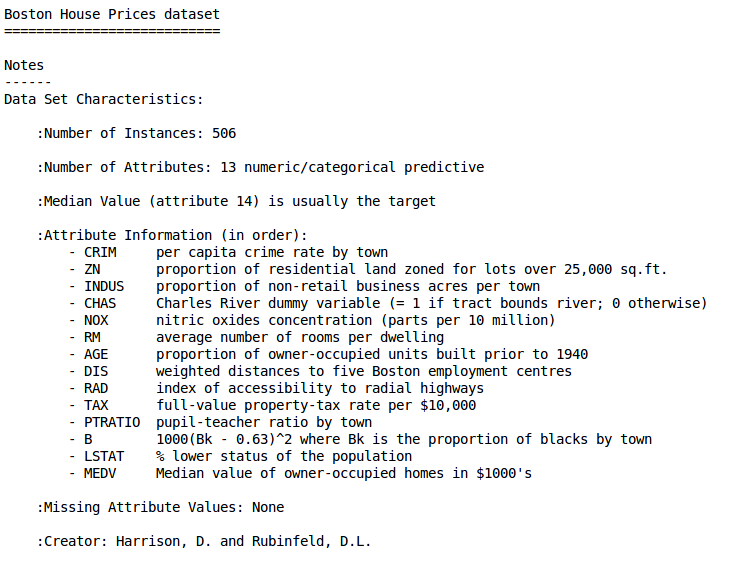 Boston House Prices dataset
===========================
Notes
------
Data Set Characteristics:
:Number of Instances: 506
:Number of Attributes: 13 numeric/categorical predictive
:Median Value (attribute 14) is usually the target
:Attribute Information (in order):
- CRIM     per capita crime rate by town
- ZN       proportion of residential land zoned for lots over 25,000 sq.ft.
- INDUS    proportion of non-retail business acres per town
- CHAS     Charles River dummy variable (= 1 if tract bounds river; 0 otherwise)
- NOX      nitric oxides concentration (parts per 10 million)
- RM       average number of rooms per dwelling
- AGE      proportion of owner-occupied units built prior to 1940
- DIS      weighted distances to five Boston employment centres
- RAD      index of accessibility to radial highways
- TAX      full-value property-tax rate per $10,000
- PTRATIO  pupil-teacher ratio by town
- B        1000(Bk - 0.63)^2 where Bk is the proportion of blacks by town
- LSTAT    % lower status of the population
- MEDV     Median value of owner-occupied homes in $1000's
:Missing Attribute Values: None
:Creator: Harrison, D. and Rubinfeld, D.L.